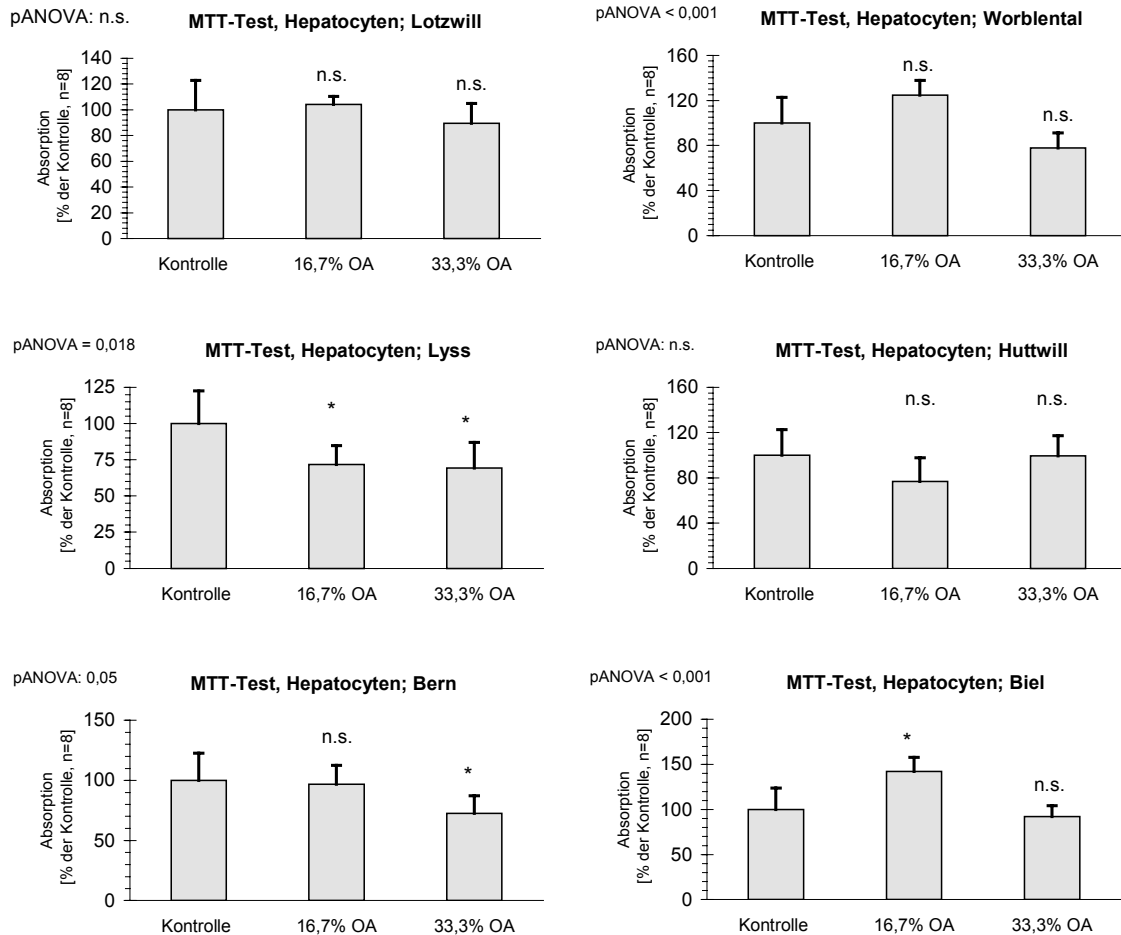 pANOVA: n.s.
MTT-Test, Hepatocyten; Lotzwill
Absorption
[% der Kontrolle, n=8]
140
120
100
80
60
40
20
0
n.s.
n.s.
Kontrolle
16,7% OA
33,3% OA
pANOVA < 0,001
MTT-Test, Hepatocyten; Worblental
Absorption
[% der Kontrolle, n=8]
160
120
80
40
0
n.s.
n.s.
Kontrolle
16,7% OA
33,3% OA
pANOVA = 0,018
MTT-Test, Hepatocyten; Lyss
Absorption
[% der Kontrolle, n=8]
125
100
75
50
25
0
*
*
Kontrolle
16,7% OA
33,3% OA
pANOVA: n.s.
MTT-Test, Hepatocyten; Huttwill
Absorption
[% der Kontrolle, n=8]
160
120
80
40
0
n.s.
n.s.
Kontrolle
16,7% OA
33,3% OA
pANOVA: 0,05
MTT-Test, Hepatocyten; Bern
Absorption
[% der Kontrolle, n=8]
150
100
50
0
n.s.
*
Kontrolle
16,7% OA
33,3% OA
pANOVA < 0,001
MTT-Test, Hepatocyten; Biel
Absorption
[% der Kontrolle, n=8]
200
150
100
50
0
*
n.s.
Kontrolle
16,7% OA
33,3% OA